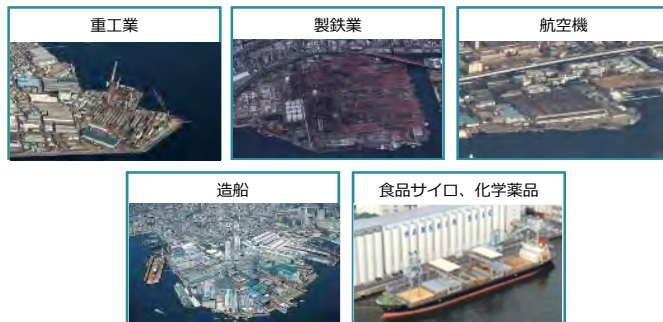 重工業
製鉄業
航空機
造船
食品サイロ、化学薬品